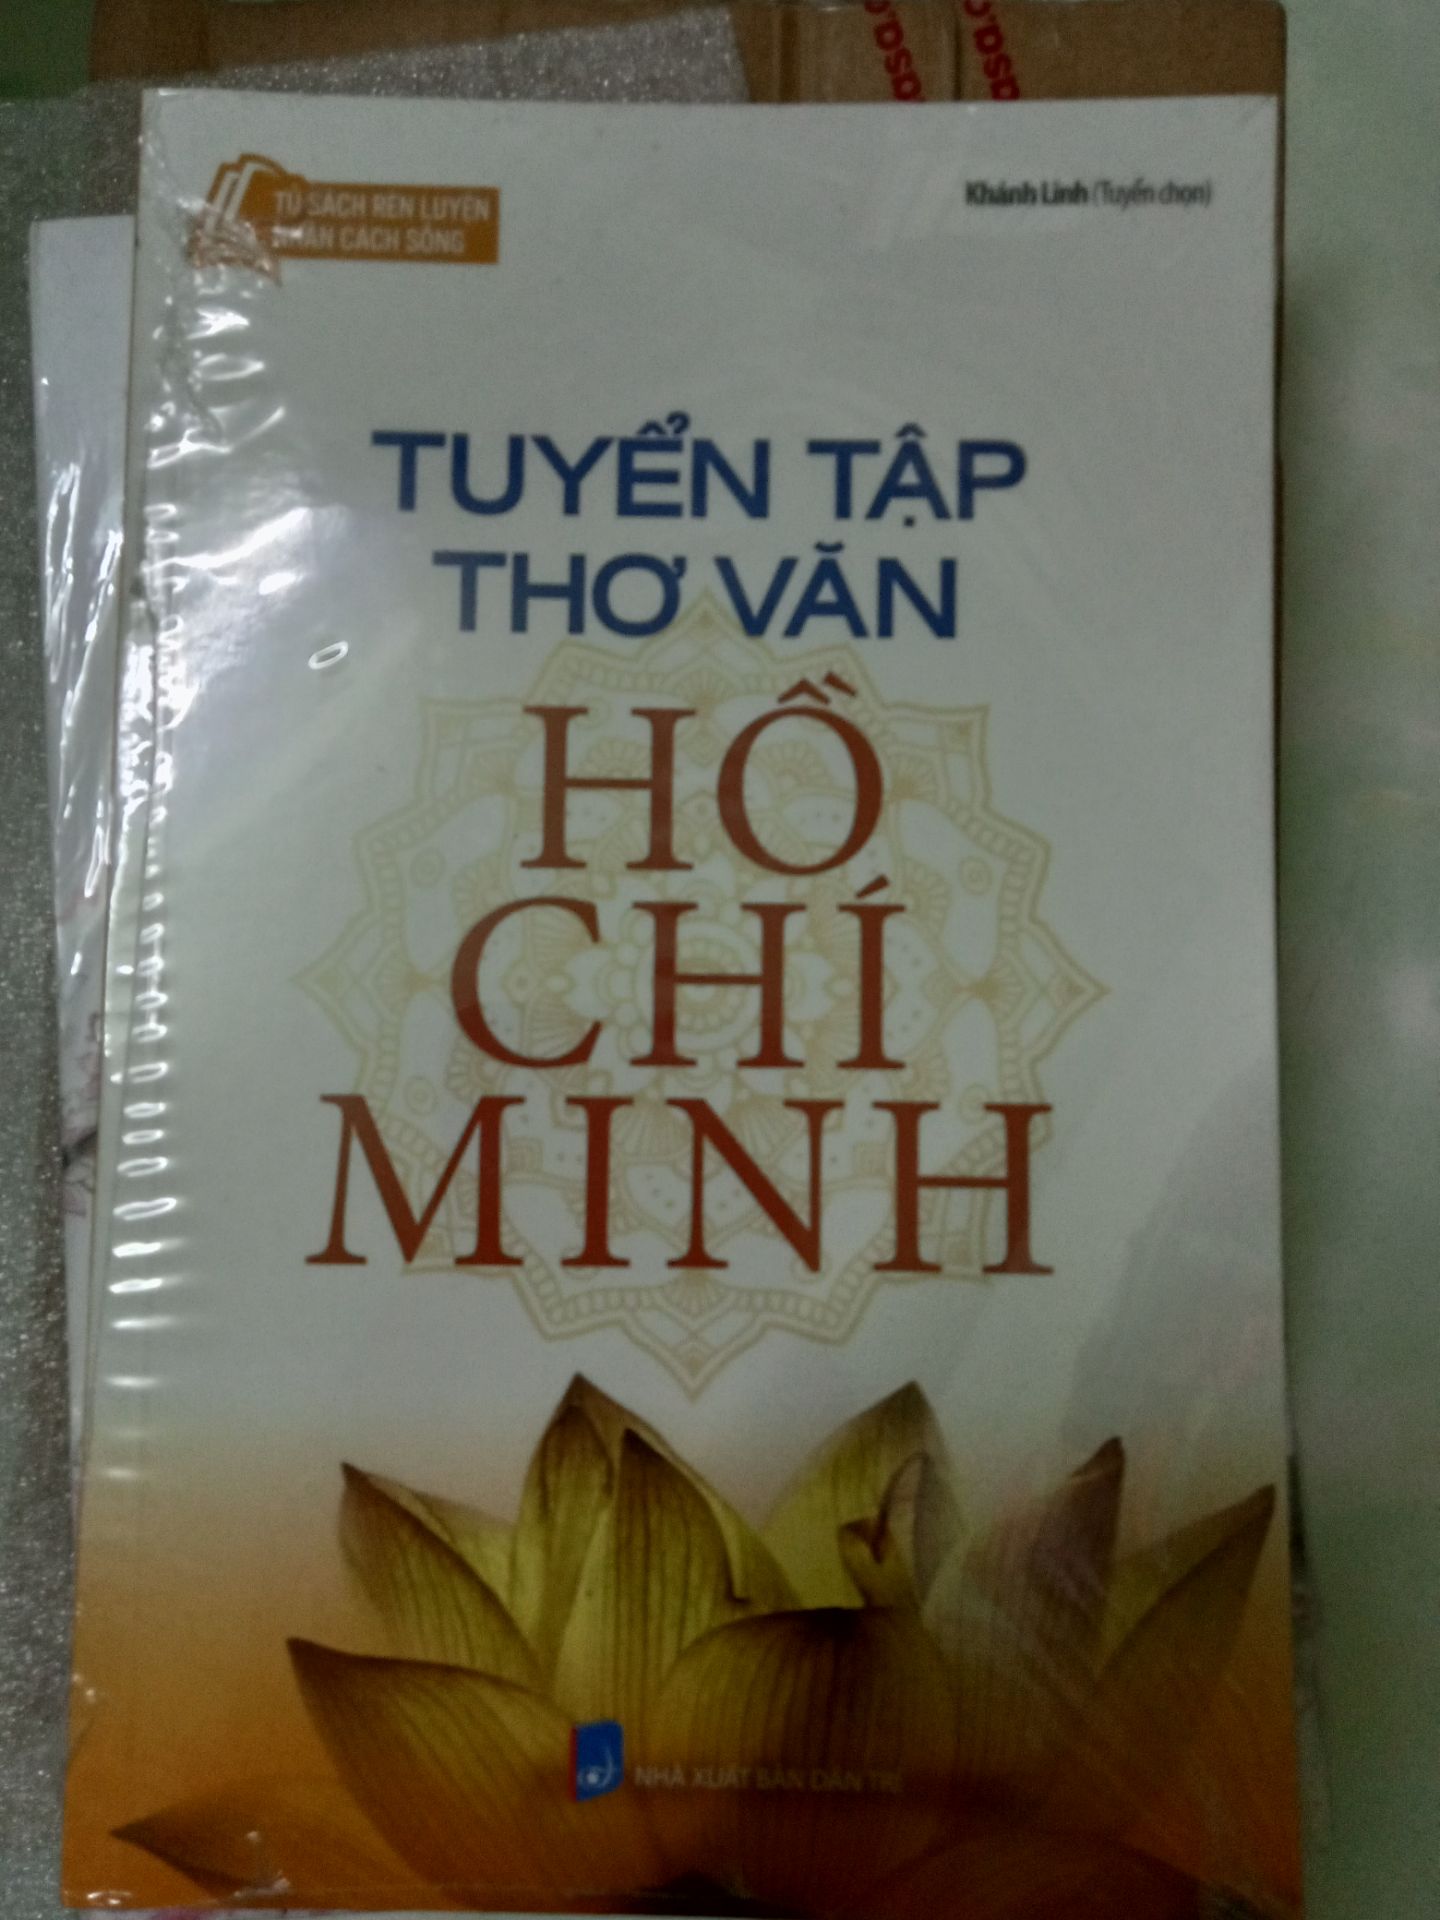 TỦ SÁCH RÈN LUYỆN
NHÂN CÁCH SỐNG
Khánh Linh (Tuyển chọn)
TUYỂN TẬP
THƠ VĂN
HỒ
CHÍ
MINH
NHÀ XUẤT BẢN DÂN TRÍ